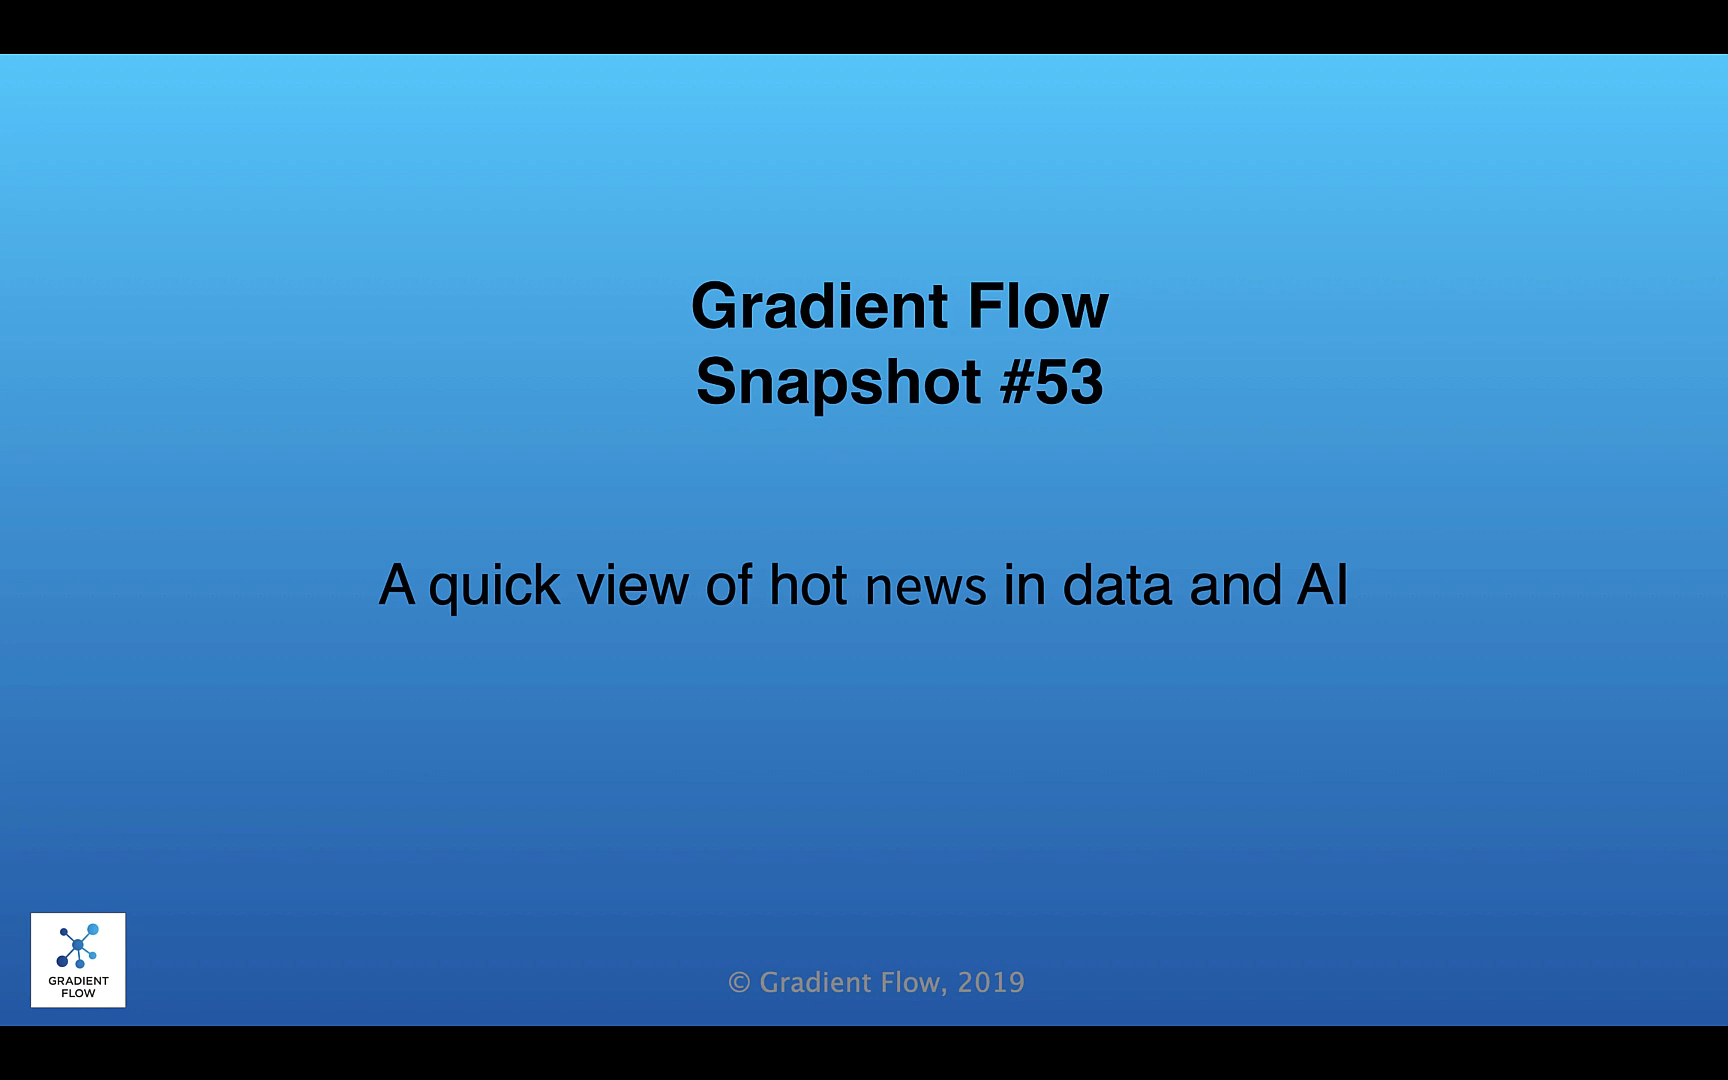 Gradient Flow
Snapshot #53
A quick view of hot news in data and AI
GRADIENT
FLOW
© Gradient Flow, 2019